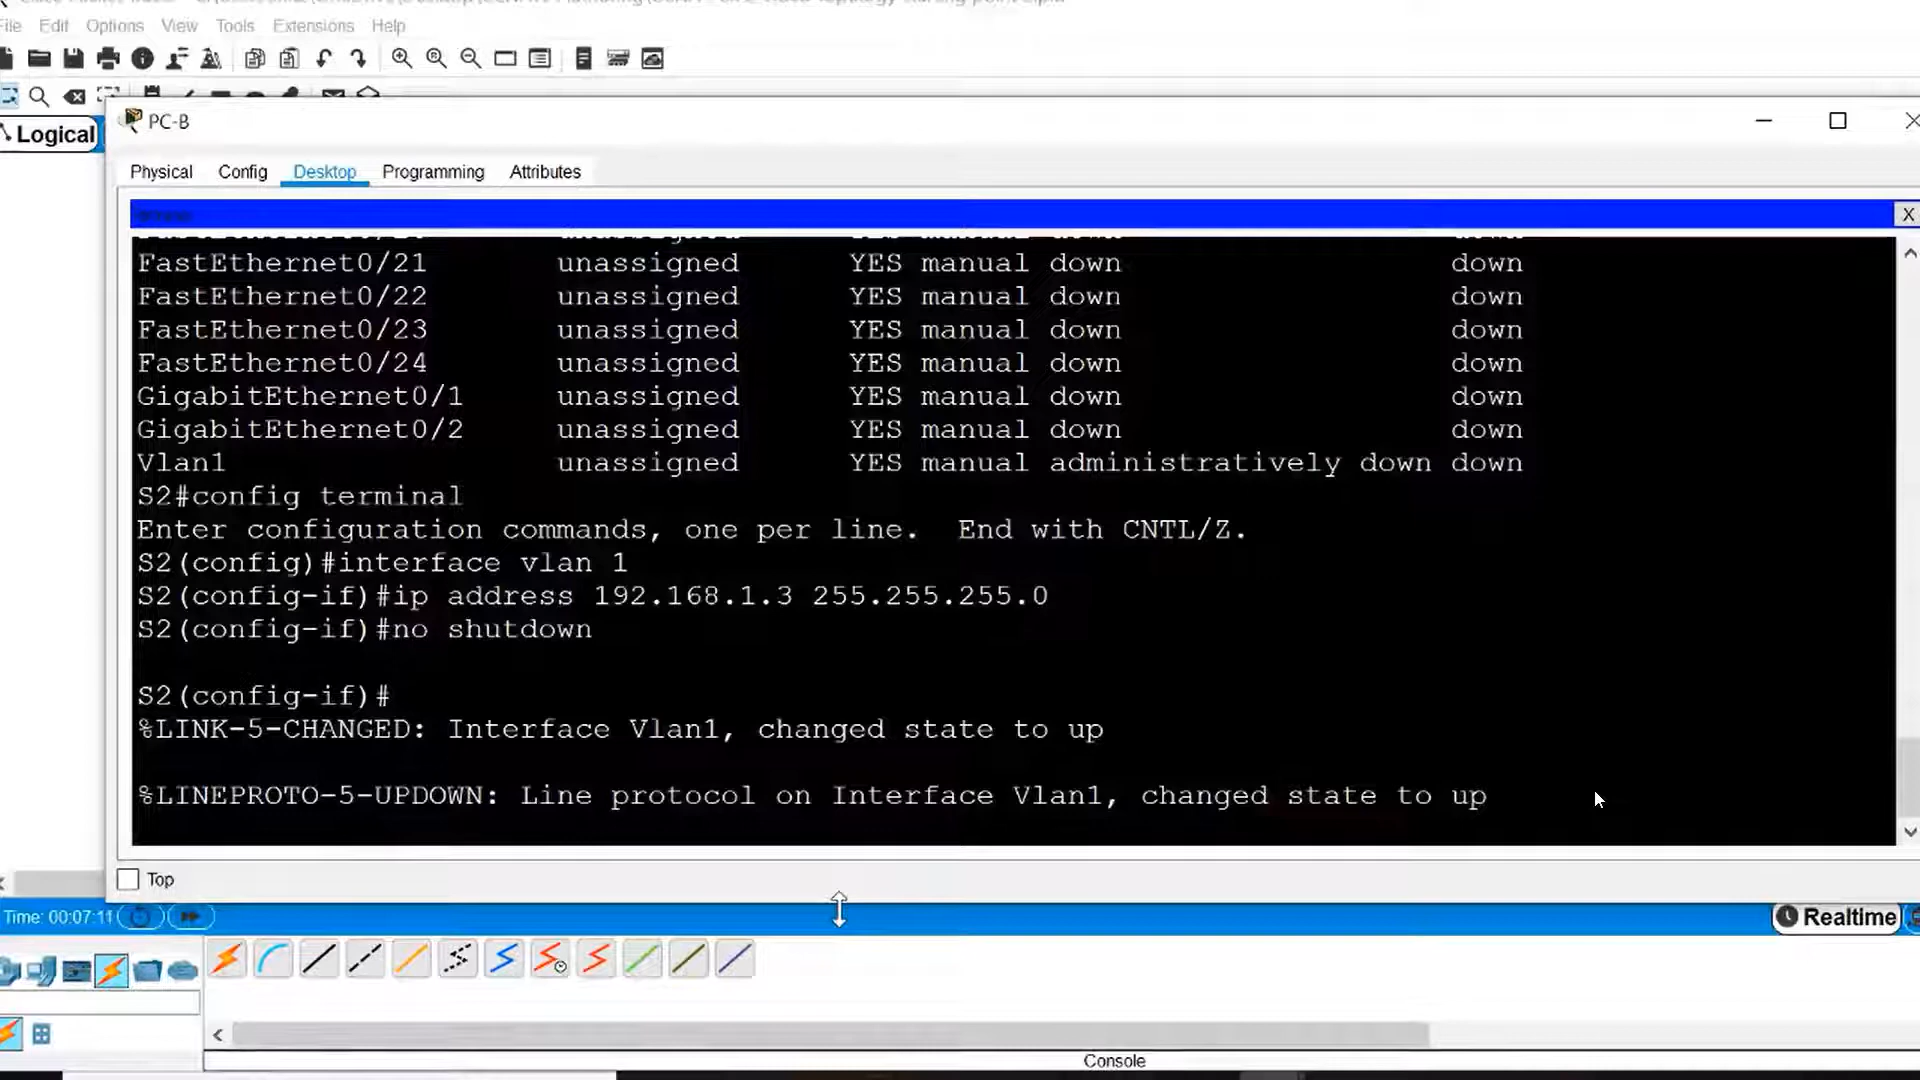 File Edit Options View Tools Extensions Help
Logical
PC-B
Physical Config Desktop Programming Attributes
X
FastEthernet0/21 unassigned YES manual down down
FastEthernet0/22 unassigned YES manual down down
FastEthernet0/23 unassigned YES manual down down
FastEthernet0/24 unassigned YES manual down down
GigabitEthernet0/1 unassigned YES manual down down
GigabitEthernet0/2 unassigned YES manual down down
Vlan1 unassigned YES manual administratively down down
S2#config terminal
Enter configuration commands, one per line. End with CNTL/Z.
S2(config)#interface vlan 1
S2(config-if)#ip address 192.168.1.3 255.255.255.0
S2(config-if)#no shutdown
S2(config-if)#
%LINK-5-CHANGED: Interface Vlan1, changed state to up
%LINEPROTO-5-UPDOWN: Line protocol on Interface Vlan1, changed state to up
Top
Time: 00:07:11
Realtime
Console